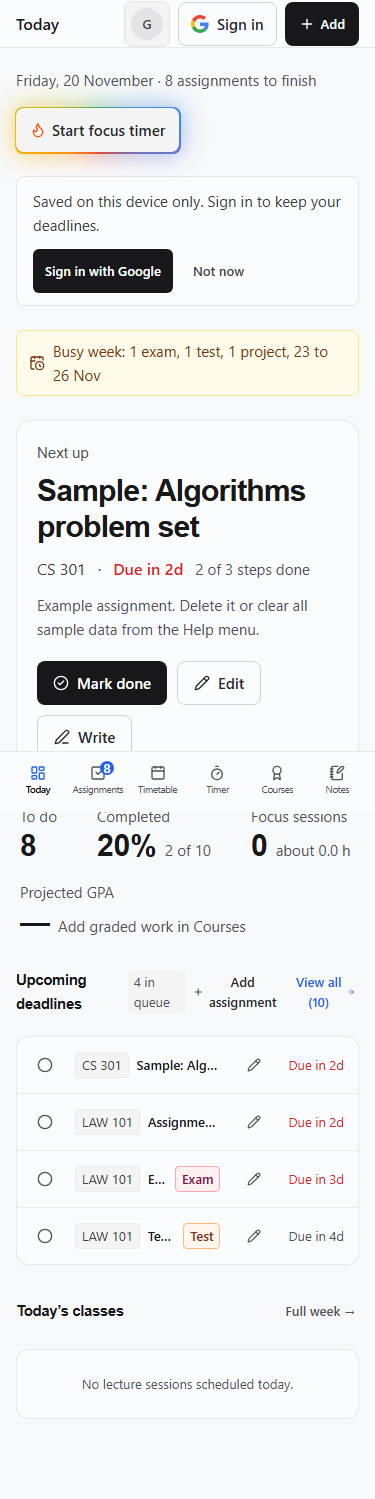 Today
G
Sign in
Add
Friday, 20 November · 8 assignments to finish
Start focus timer
Saved on this device only. Sign in to keep your
deadlines.
Sign in with Google
Not now
Busy week: 1 exam, 1 test, 1 project, 23 to
26 Nov
Next up
Sample: Algorithms
problem set
CS 301 · Due in 2d 2 of 3 steps done
Example assignment. Delete it or clear all
sample data from the Help menu.
Mark done
Edit
Write
8
Today
Assignments
Timetable
Timer
Courses
Notes
To do
Completed
Focus sessions
8
20% 2 of 10
0 about 0.0 h
Projected GPA
— Add graded work in Courses
Upcoming
deadlines
4 in
queue
+ Add
assignment
View all
(10) →
CS 301 Sample: Alg... Due in 2d
LAW 101 Assignme... Due in 2d
LAW 101 E... Exam Due in 3d
LAW 101 Te... Test Due in 4d
Today's classes
Full week →
No lecture sessions scheduled today.